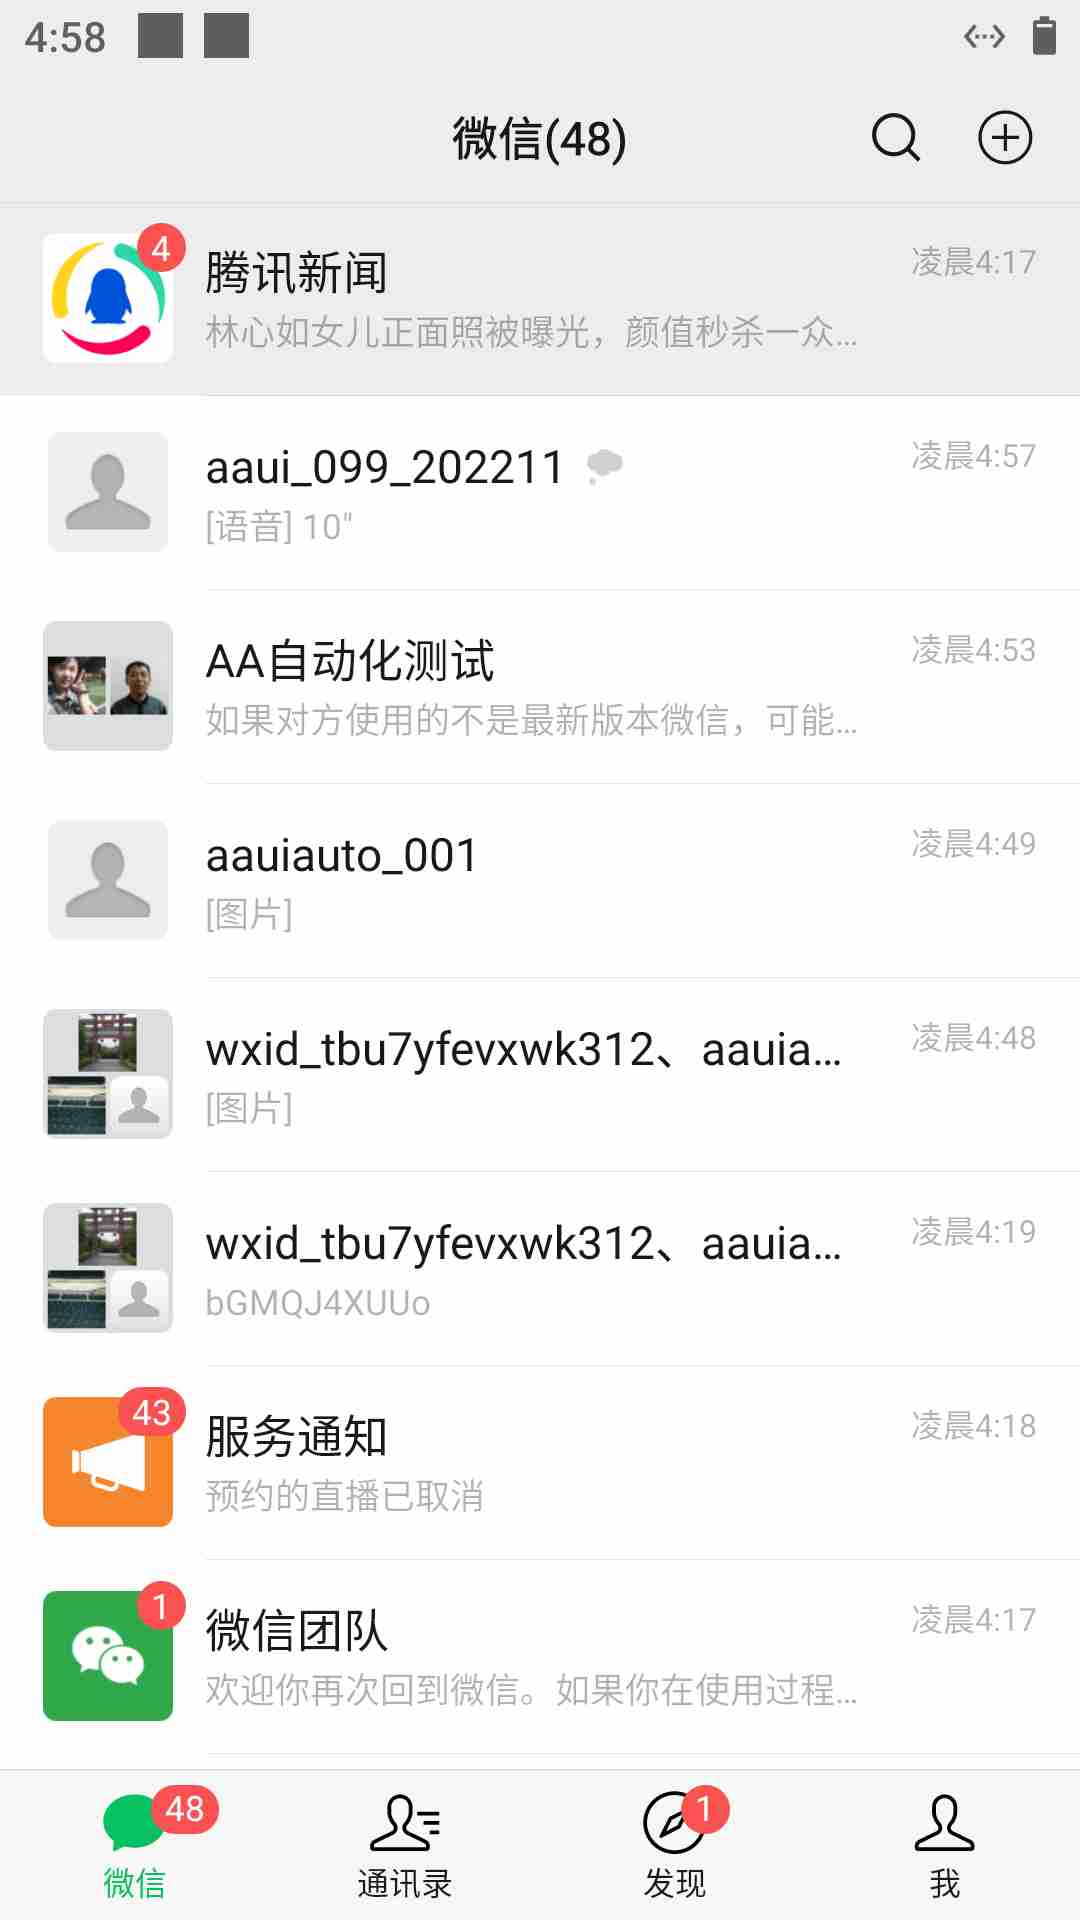 4:58
微信(48)
4
腾讯新闻
凌晨4:17
林心如女儿正面照被曝光，颜值秒杀一众...
aaui_099_202211
凌晨4:57
[语音] 10"
AA自动化测试
凌晨4:53
如果对方使用的不是最新版本微信，可能...
aauiauto_001
凌晨4:49
[图片]
wxid_tbu7yfevxwk312、aauia...
凌晨4:48
[图片]
wxid_tbu7yfevxwk312、aauia...
凌晨4:19
bGMQJ4XUUo
43
服务通知
凌晨4:18
预约的直播已取消
1
微信团队
凌晨4:17
欢迎你再次回到微信。如果你在使用过程...
48
1
微信
通讯录
发现
我